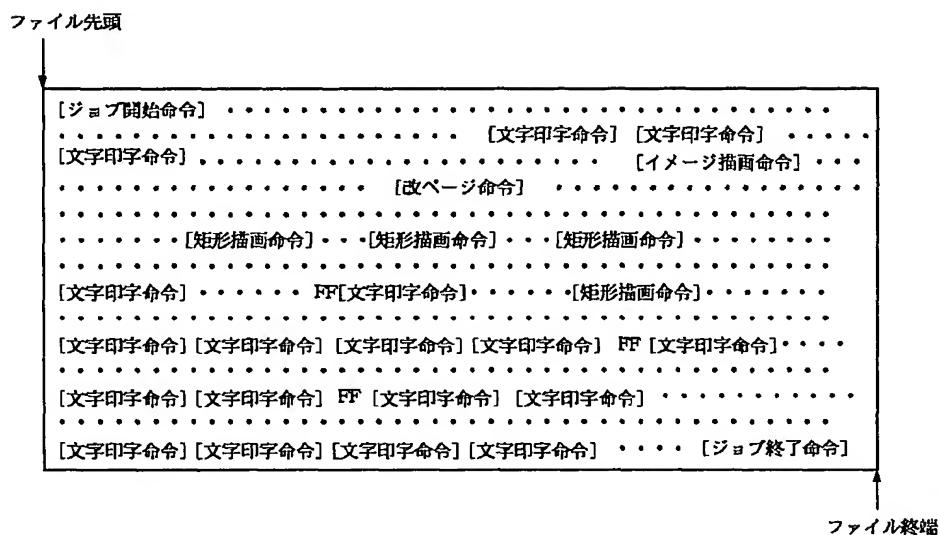 ファイル先頭
[ジョブ開始命令] ・・・・・・・・・・・・・・・・・・・・・・・・・・・・・・・・
・・・・・・・・・・・・・・・・・・・・・ [文字印字命令] [文字印字命令] ・・・・・
[文字印字命令] ・・・・・・・・・・・・・・・・・・・・・ [イメージ描画命令] ・・・
・・・・・・・・・・・・・・・・ [改ページ命令] ・・・・・・・・・・・・・・・・・
・・・・・・・・・・・・・・・・・・・・・・・・・・・・・・・・・・・・・・・・
・・・・・・・[矩形描画命令]・・・[矩形描画命令]・・・[矩形描画命令]・・・・・・・・
・・・・・・・・・・・・・・・・・・・・・・・・・・・・・・・・・・・・・・・・
[文字印字命令] ・・・・・・ FF[文字印字命令]・・・・・・[矩形描画命令]・・・・・・・
・・・・・・・・・・・・・・・・・・・・・・・・・・・・・・・・・・・・・・・・
[文字印字命令] [文字印字命令] [文字印字命令] [文字印字命令] FF [文字印字命令]・・・・
・・・・・・・・・・・・・・・・・・・・・・・・・・・・・・・・・・・・・・・・
[文字印字命令] [文字印字命令] FF [文字印字命令] [文字印字命令] ・・・・・・・・・・・
・・・・・・・・・・・・・・・・・・・・・・・・・・・・・・・・・・・・・・・・
[文字印字命令] [文字印字命令] [文字印字命令] [文字印字命令] ・・・・ [ジョブ終了命令]
ファイル終端